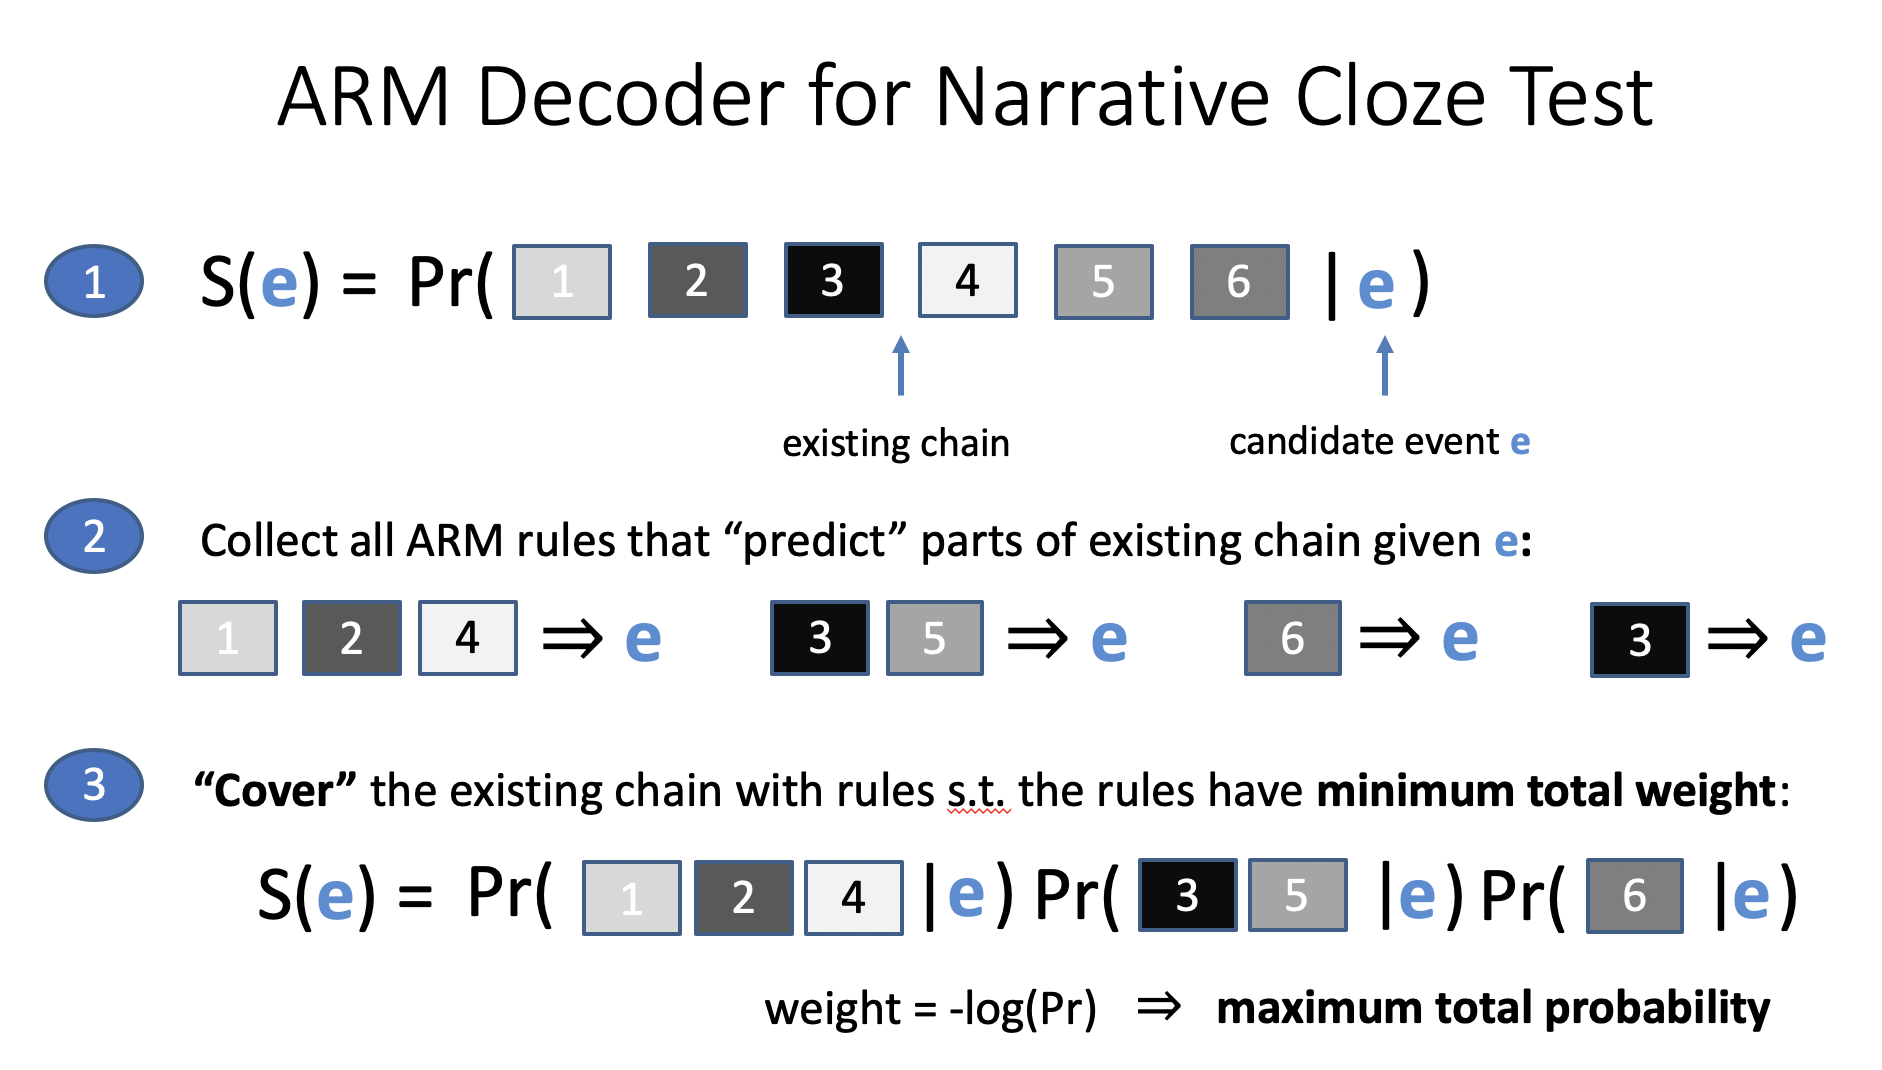 ARM Decoder for Narrative Cloze Test
1 S(e) = Pr( 1 2 3 4 5 6 | e )
existing chain candidate event e
2 Collect all ARM rules that “predict” parts of existing chain given e:
1 2 4 ⇒ e 3 5 ⇒ e 6 ⇒ e 3 ⇒ e
3 “Cover” the existing chain with rules s.t. the rules have minimum total weight:
S(e) = Pr( 1 2 4 |e ) Pr( 3 5 |e ) Pr( 6 |e )
weight = -log(Pr) ⇒ maximum total probability